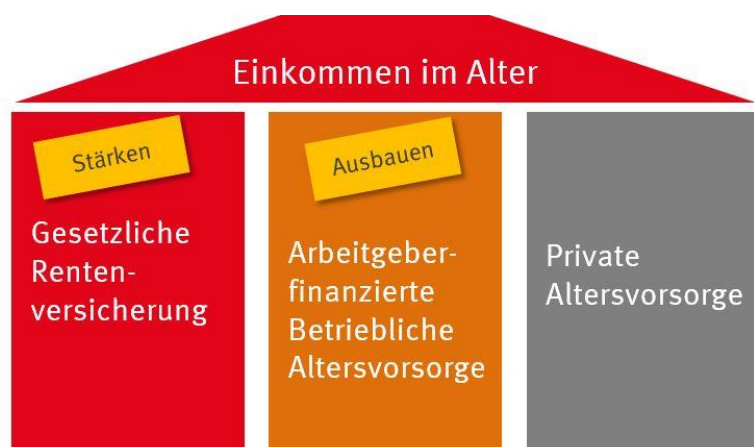 Einkommen im Alter
Stärken
Gesetzliche
Renten-
versicherung
Ausbauen
Arbeitgeber-
finanzierte
Betriebliche
Altersvorsorge
Private
Altersvorsorge